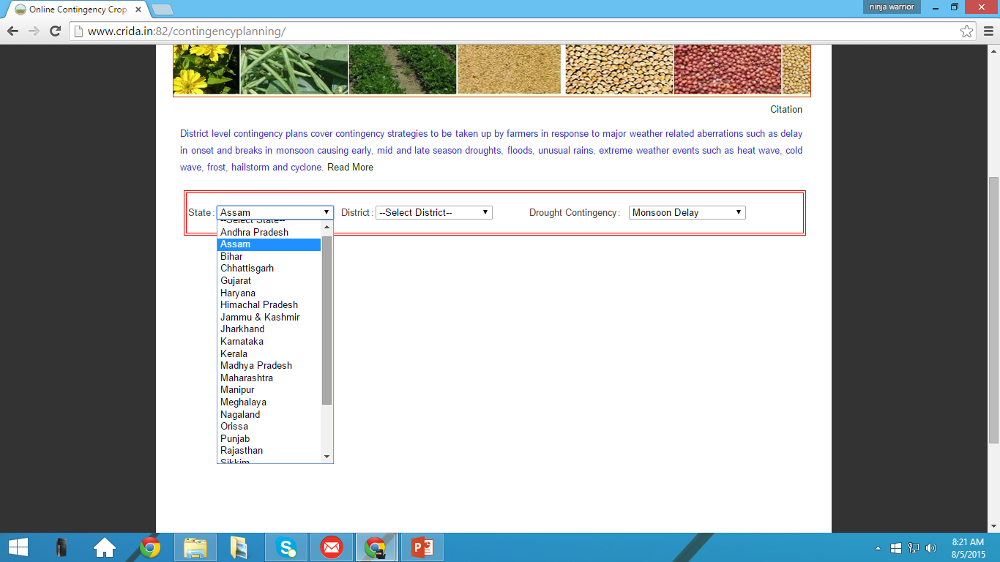 Online Contingency Crop
ninja warrior
www.crida.in:82/contingencyplanning/
Citation
District level contingency plans cover contingency strategies to be taken up by farmers in response to major weather related aberrations such as delay
in onset and breaks in monsoon causing early, mid and late season droughts, floods, unusual rains, extreme weather events such as heat wave, cold
wave, frost, hailstorm and cyclone. Read More
State: Assam District: --Select District-- Drought Contingency: Monsoon Delay
--Select State--
Andhra Pradesh
Assam
Bihar
Chhattisgarh
Gujarat
Haryana
Himachal Pradesh
Jammu & Kashmir
Jharkhand
Karnataka
Kerala
Madhya Pradesh
Maharashtra
Manipur
Meghalaya
Nagaland
Orissa
Punjab
Rajasthan
Sikkim
8:21 AM
8/5/2015